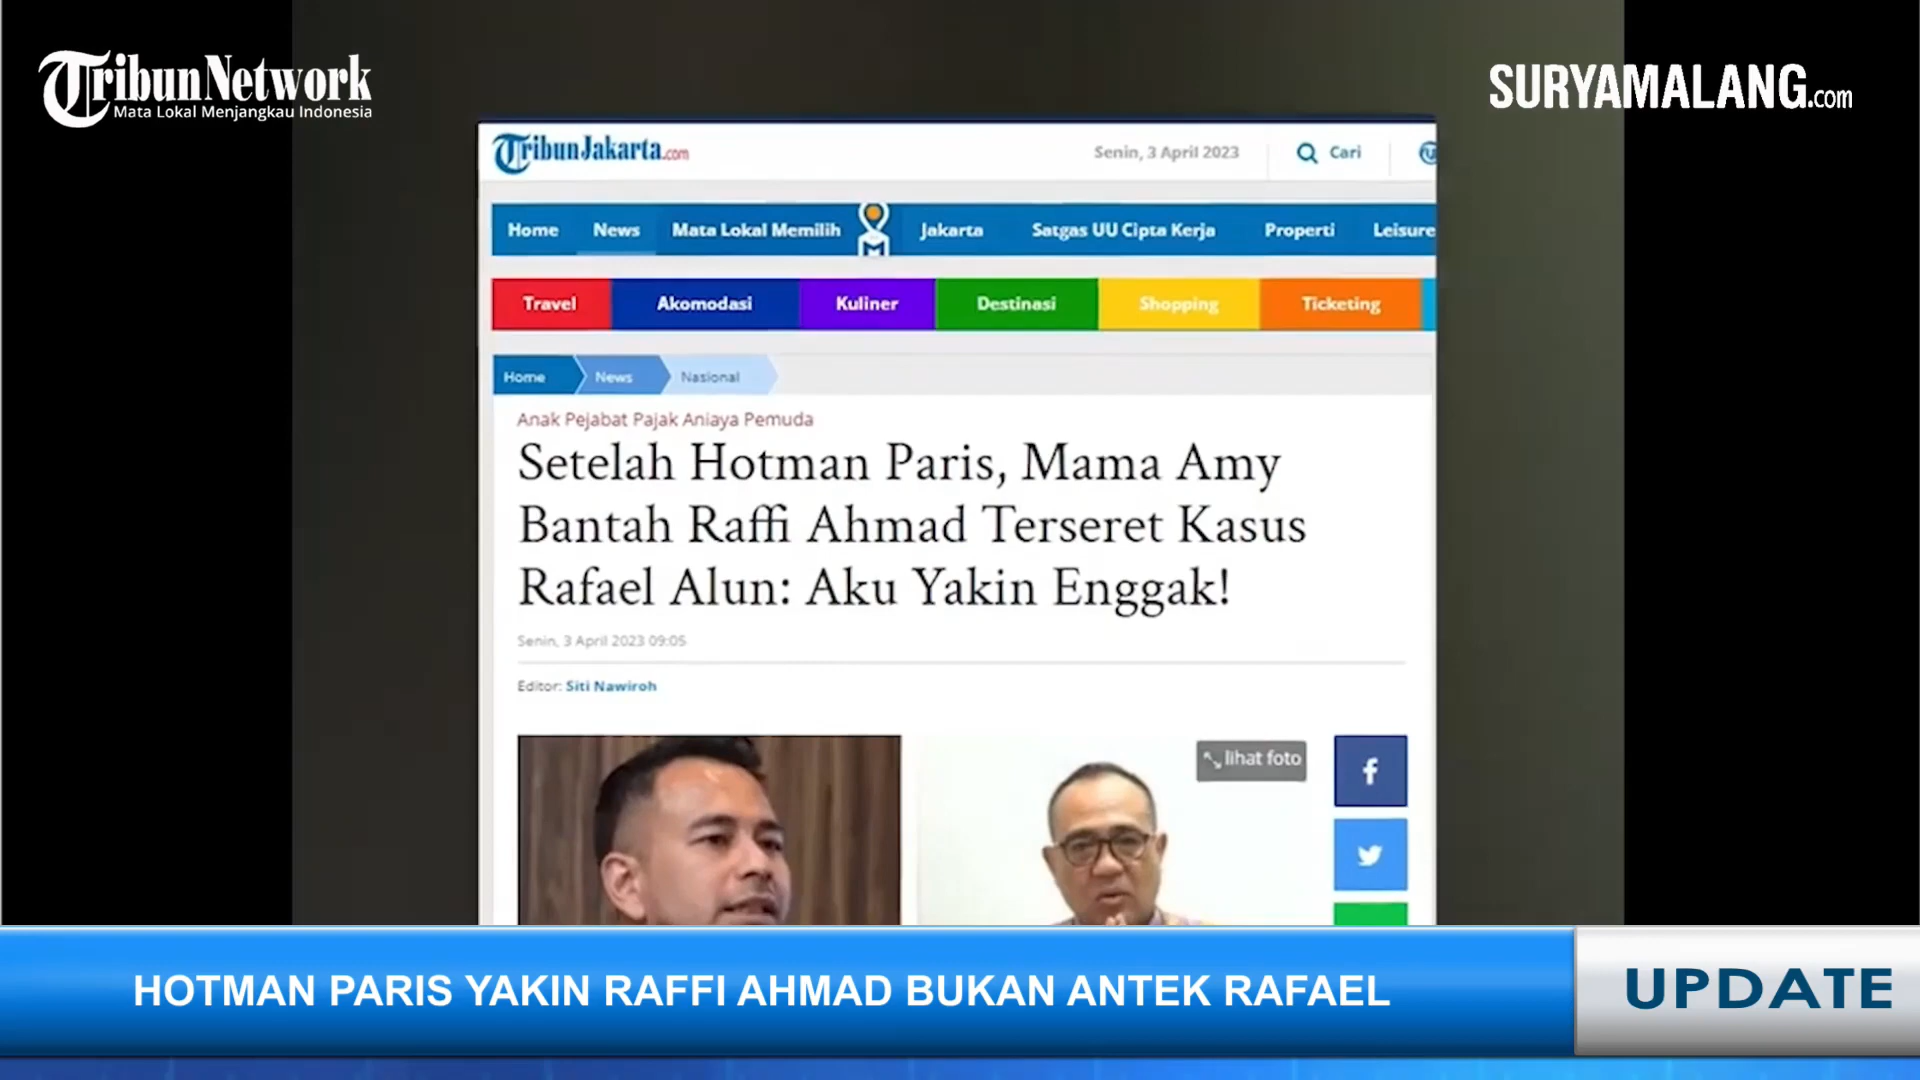 TribunNetwork
Mata Lokal Menjangkau Indonesia
SURYAMALANG.com
TribunJakarta.com
Senin, 3 April 2023
Cari
Home
News
Mata Lokal Memilih
Jakarta
Satgas UU Cipta Kerja
Properti
Leisure
Travel
Akomodasi
Kuliner
Destinasi
Shopping
Ticketing
Home
News
Nasional
Anak Pejabat Pajak Aniaya Pemuda
Setelah Hotman Paris, Mama Amy
Bantah Raffi Ahmad Terseret Kasus
Rafael Alun: Aku Yakin Enggak!
Senin, 3 April 2023 09:05
Editor: Siti Nawiroh
lihat foto
HOTMAN PARIS YAKIN RAFFI AHMAD BUKAN ANTEK RAFAEL
UPDATE